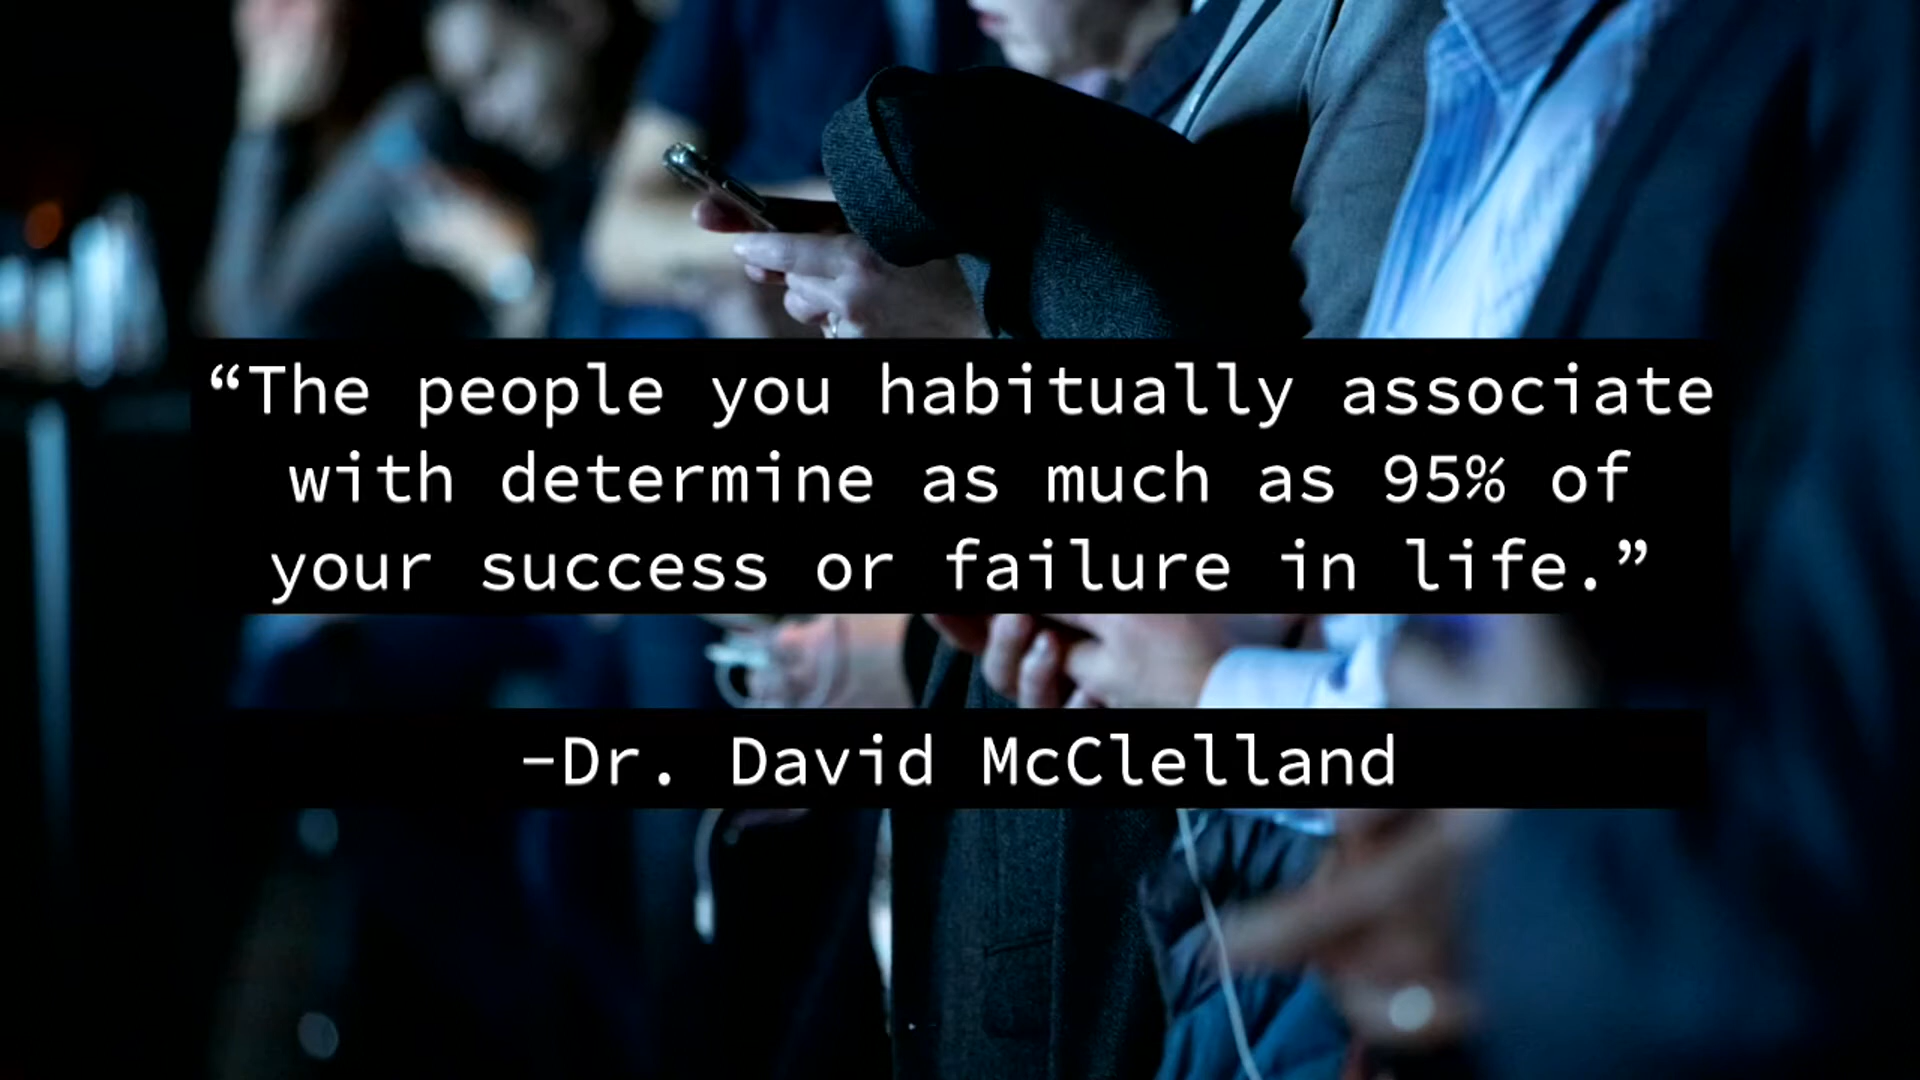 “The people you habitually associate
with determine as much as 95% of
your success or failure in life.”
-Dr. David McClelland